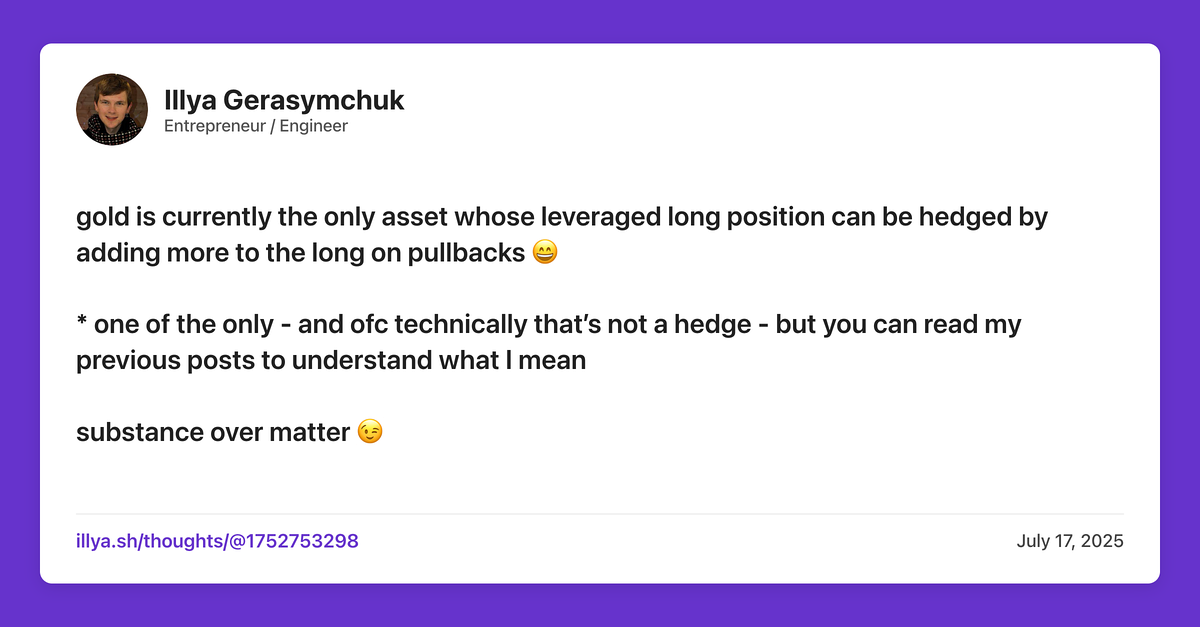 Illya Gerasymchuk
Entrepreneur / Engineer
gold is currently the only asset whose leveraged long position can be hedged by
adding more to the long on pullbacks 😄
* one of the only - and ofc technically that’s not a hedge - but you can read my
previous posts to understand what I mean
substance over matter 😉
illya.sh/thoughts/@1752753298
July 17, 2025